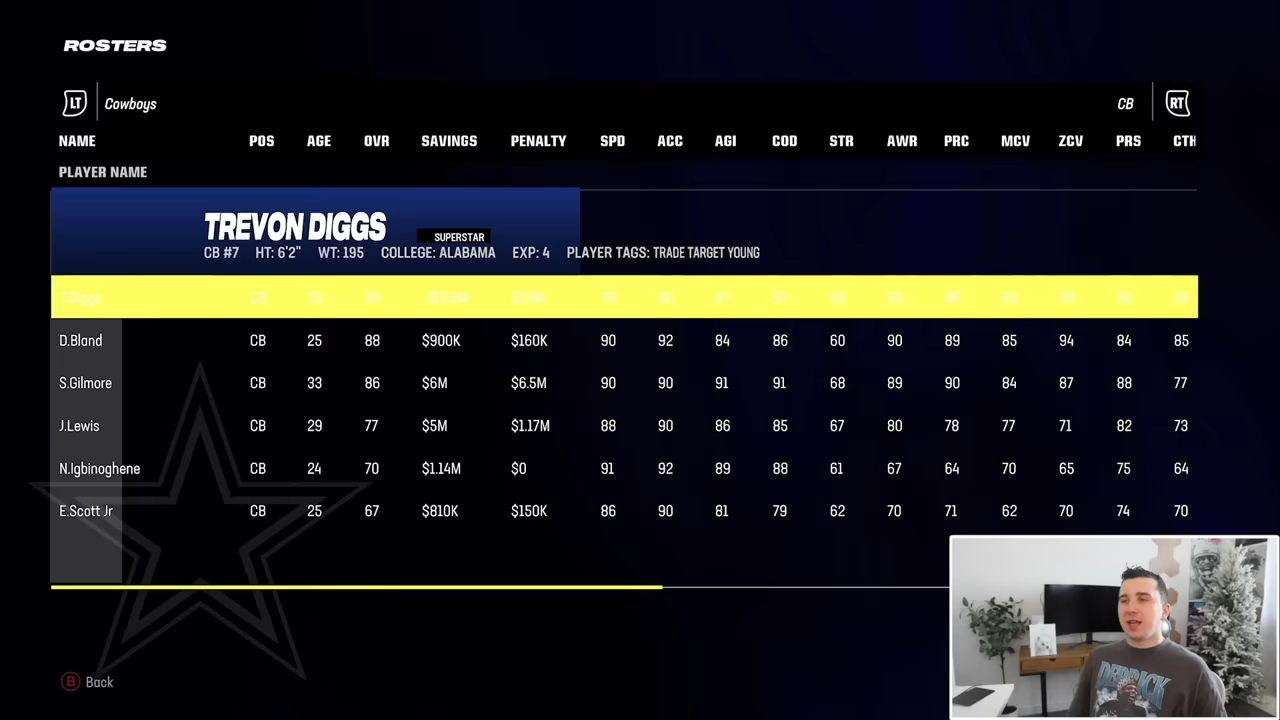 ROSTERS
LT Cowboys CB RT
NAME POS AGE OVR SAVINGS PENALTY SPD ACC AGI COD STR AWR PRC MCV ZCV PRS CTH
PLAYER NAME
TREVON DIGGS SUPERSTAR
CB #7 HT: 6'2" WT: 195 COLLEGE: ALABAMA EXP: 4 PLAYER TAGS: TRADE TARGET YOUNG
T.Diggs CB
D.Bland CB 25 88 $900K $160K 90 92 84 86 60 90 89 85 94 84 85
S.Gilmore CB 33 86 $6M $6.5M 90 90 91 91 68 89 90 84 87 88 77
J.Lewis CB 29 77 $5M $1.17M 88 90 86 85 67 80 78 77 71 82 73
N.Igbinoghene CB 24 70 $1.14M $0 91 92 89 88 61 67 64 70 65 75 64
E.Scott Jr CB 25 67 $810K $150K 86 90 81 79 62 70 71 62 70 74 70
B Back